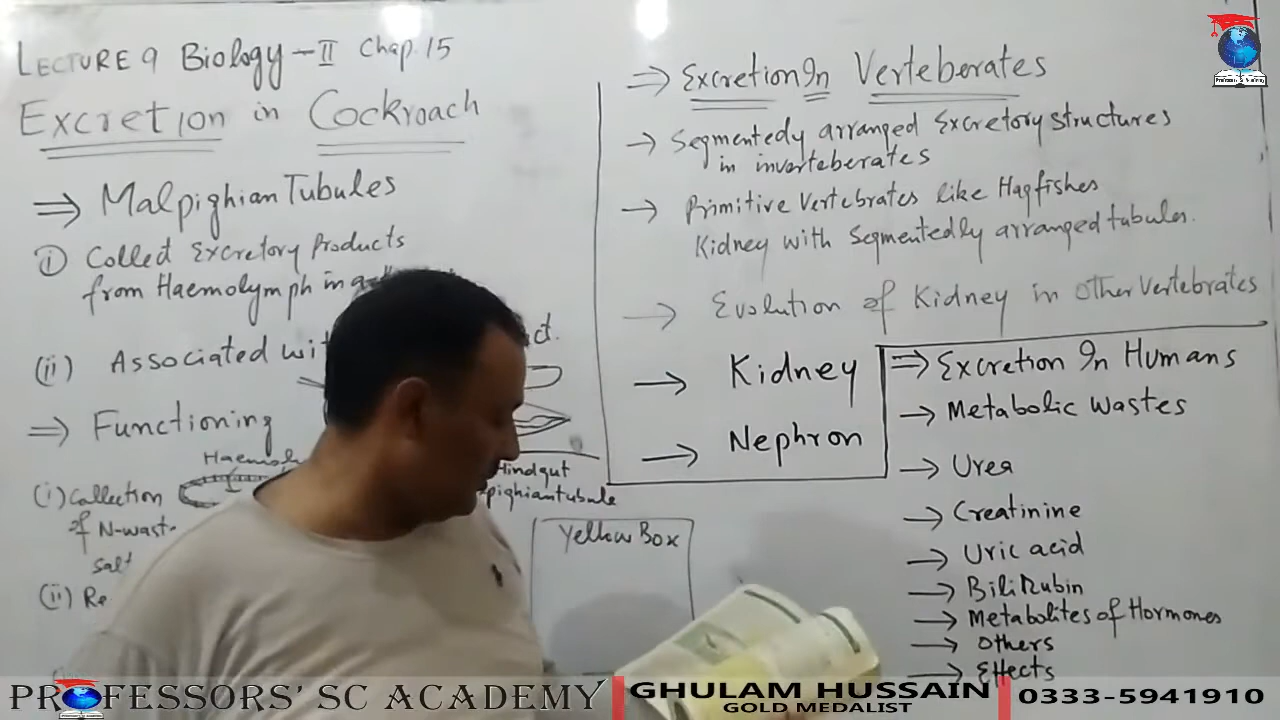 LECTURE 9 Biology - II Chap. 15
Excretion in Cockroach
⇒ Malpighian Tubules
(i) Collect Excretory Products
from Haemolymph in
(ii) Associated wit
⇒ Functioning
Haemol
Hindgut
pighian tubule
(i) Collection
of N-wast
salt
(ii) Re
Yellow Box
⇒ Excretion In Verteberates
→ Segmentedly arranged Excretory structures
in inverteberates
→ Primitive Vertebrates like Hagfishes
Kidney with segmentedly arranged tubules.
→ Evolution of Kidney in other vertebrates
→ Kidney
→ Nephron
⇒ Excretion In Humans
→ Metabolic Wastes
→ Urea
→ Creatinine
→ Uric acid
→ BiliRubin
→ Metabolites of Hormones
→ Others
→ Effects
PROFESSORS' SC ACADEMY
GHULAM HUSSAIN
GOLD MEDALIST
0333-5941910